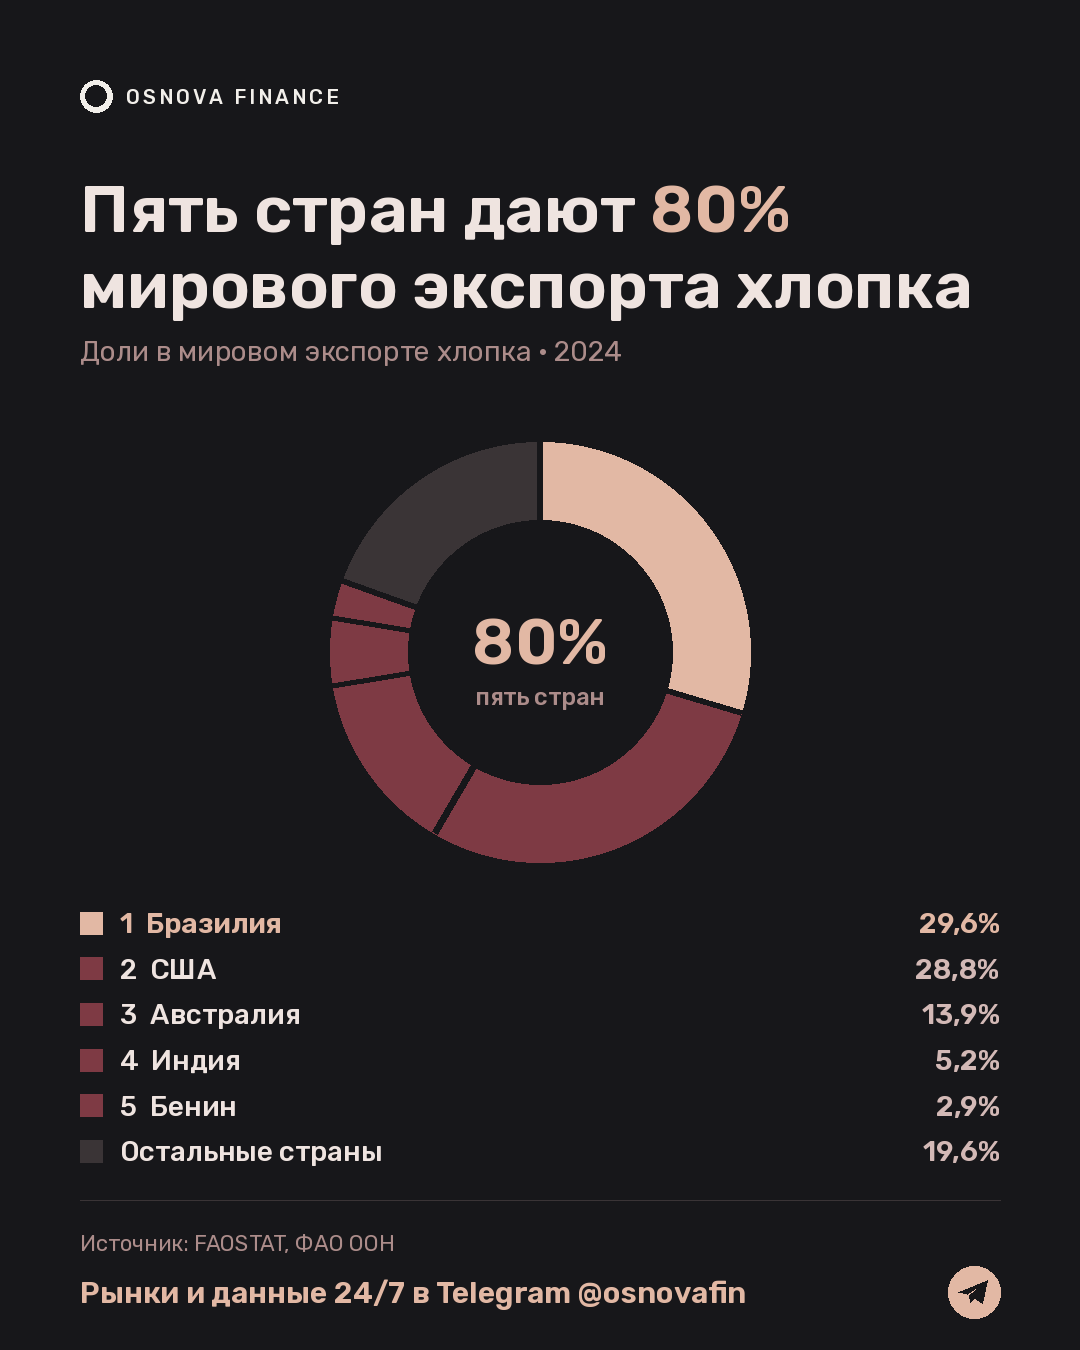 OSNOVA FINANCE
Пять стран дают 80%
мирового экспорта хлопка
Доли в мировом экспорте хлопка • 2024
80%
пять стран
1 Бразилия 29,6%
2 США 28,8%
3 Австралия 13,9%
4 Индия 5,2%
5 Бенин 2,9%
Остальные страны 19,6%
Источник: FAOSTAT, ФАО ООН
Рынки и данные 24/7 в Telegram @osnovafin